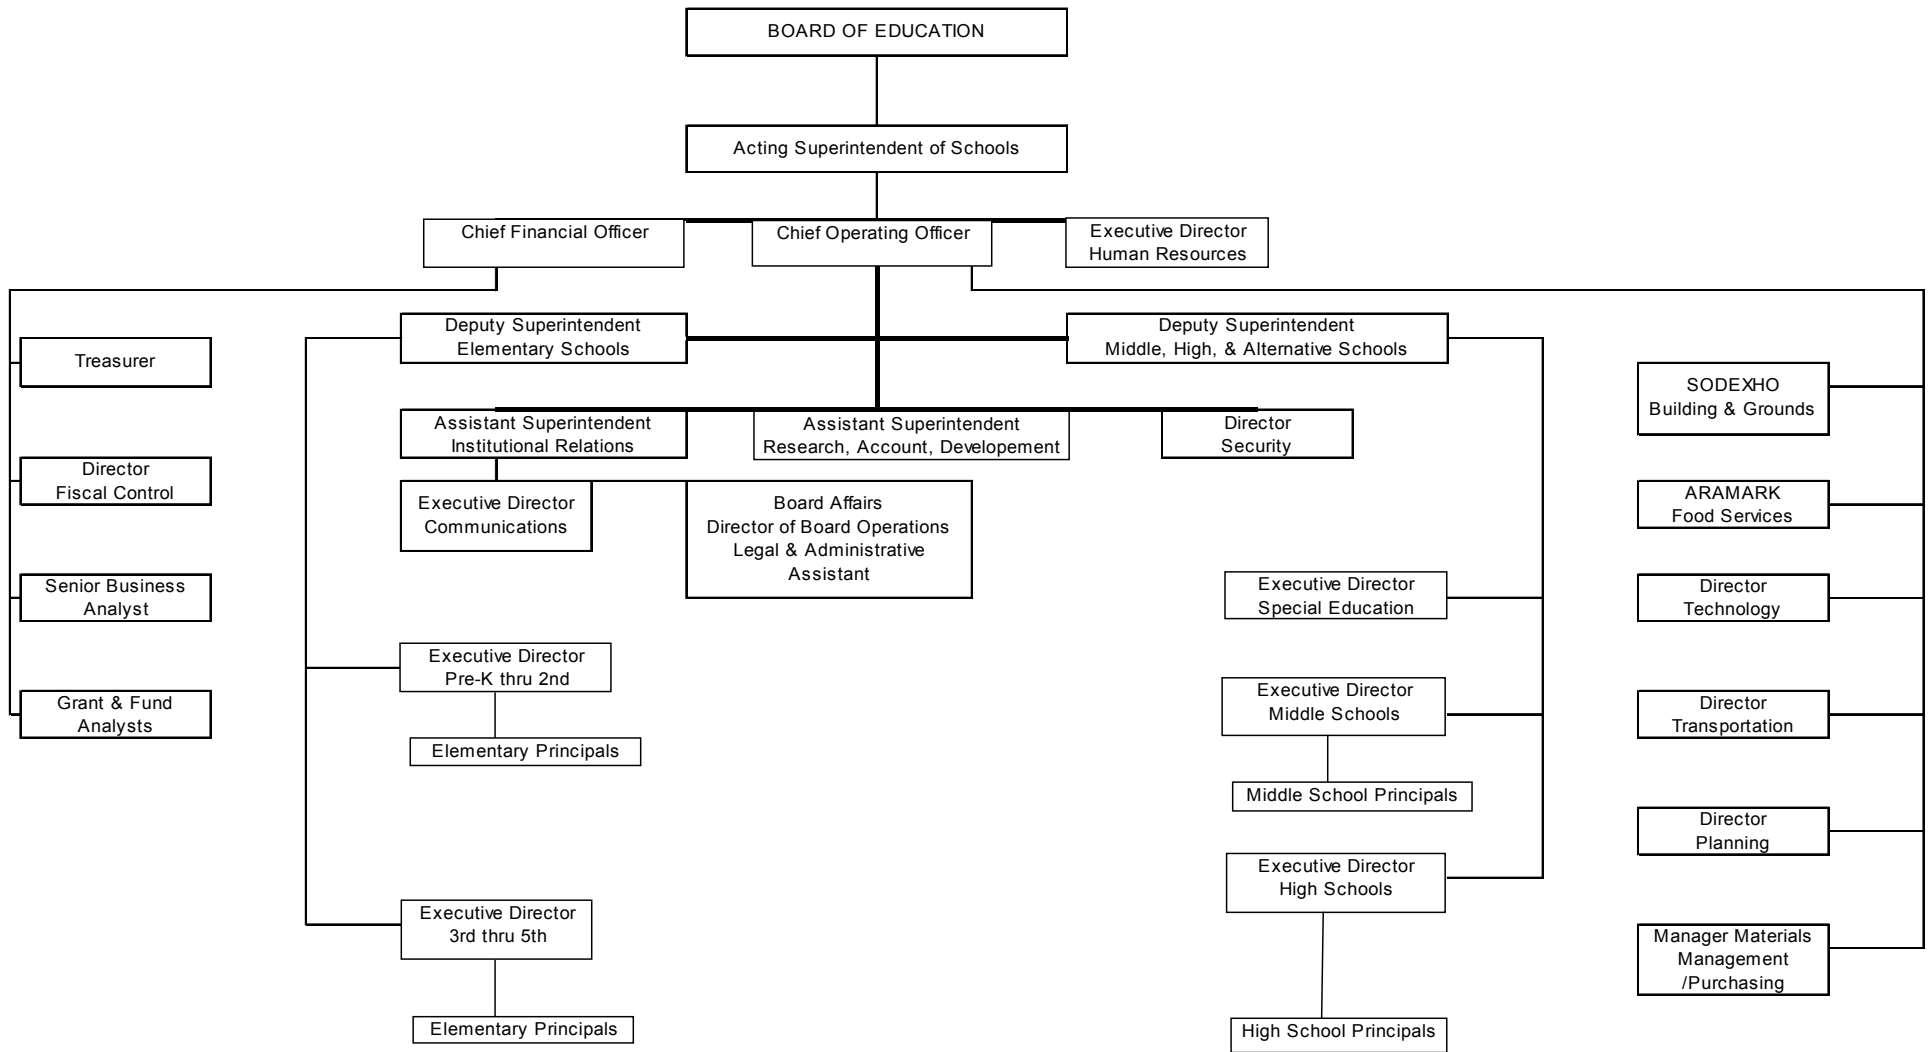 BOARD OF EDUCATION
Acting Superintendent of Schools
Chief Financial Officer
Chief Operating Officer
Executive Director
Human Resources
Deputy Superintendent
Elementary Schools
Deputy Superintendent
Middle, High, & Alternative Schools
Treasurer
SODEXHO
Building & Grounds
Assistant Superintendent
Institutional Relations
Assistant Superintendent
Research, Account, Developement
Director
Security
Director
Fiscal Control
Executive Director
Communications
Board Affairs
Director of Board Operations
Legal & Administrative
Assistant
ARAMARK
Food Services
Senior Business
Analyst
Executive Director
Special Education
Director
Technology
Executive Director
Pre-K thru 2nd
Grant & Fund
Analysts
Executive Director
Middle Schools
Director
Transportation
Elementary Principals
Middle School Principals
Director
Planning
Executive Director
High Schools
Executive Director
3rd thru 5th
Manager Materials
Management
/Purchasing
Elementary Principals
High School Principals